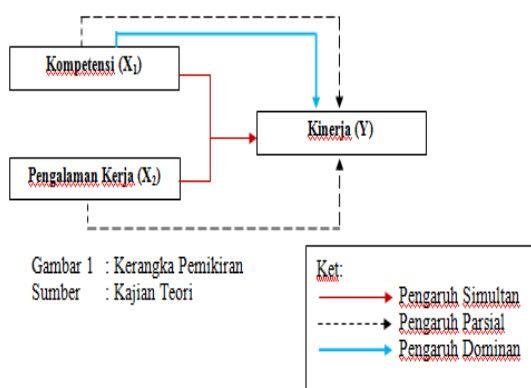 Kompetensi (X1)
Kinerja (Y)
Pengalaman Kerja (X2)
Gambar 1 : Kerangka Pemikiran
Sumber : Kajian Teori
Ket:
Pengaruh Simultan
Pengaruh Parsial
Pengaruh Dominan